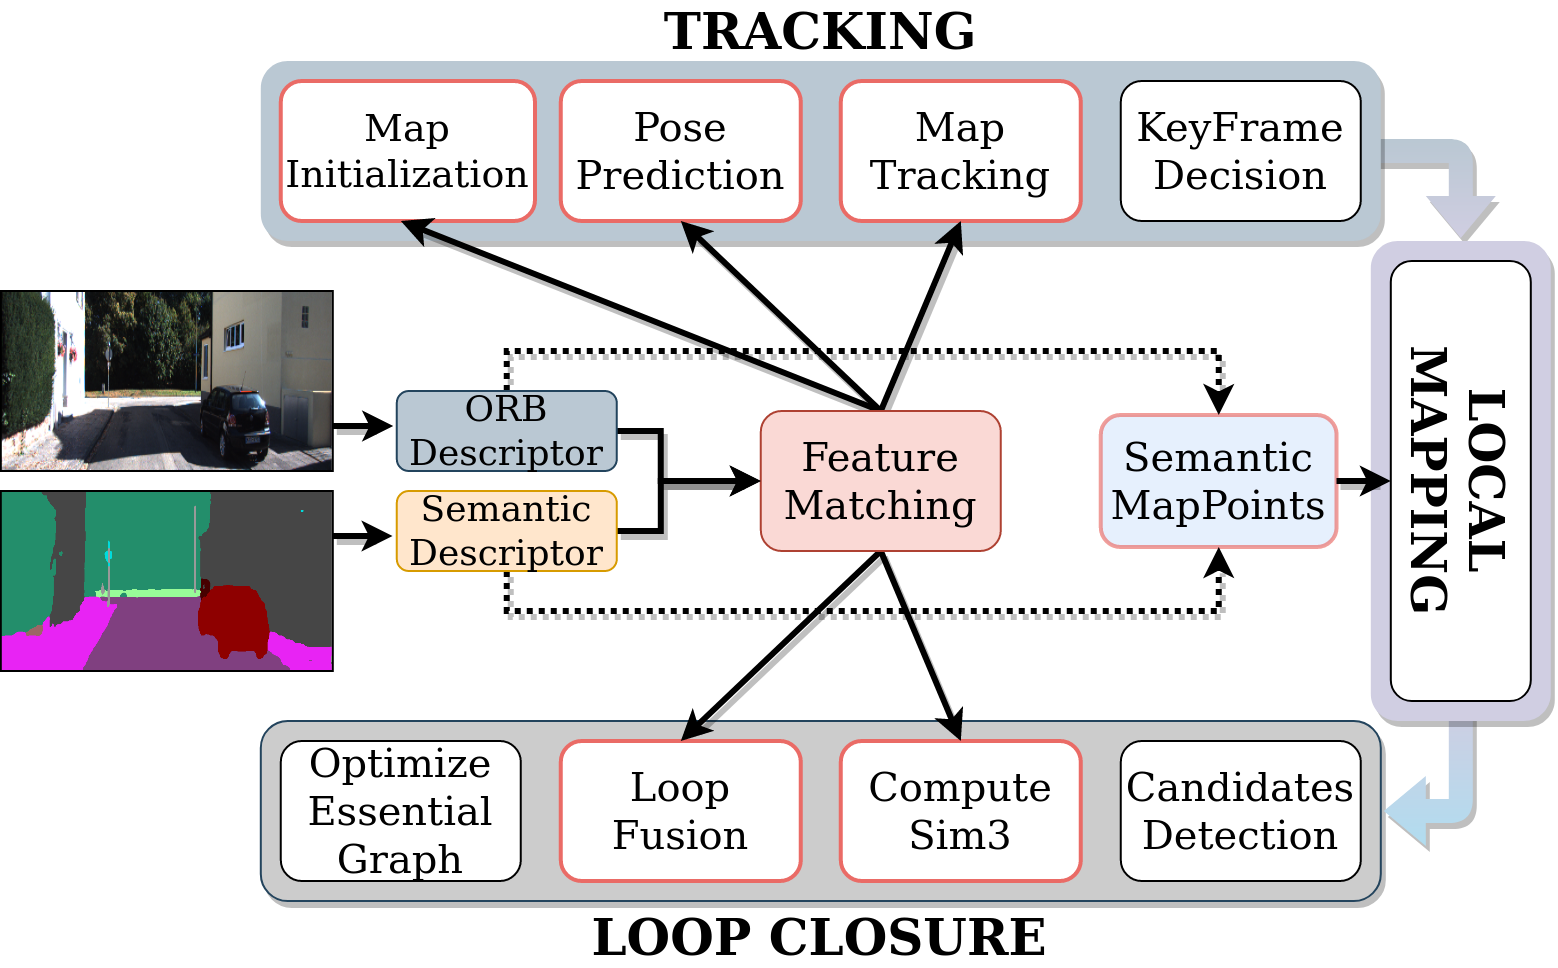 TRACKING
Map
Initialization
Pose
Prediction
Map
Tracking
KeyFrame
Decision
ORB
Descriptor
Semantic
Descriptor
Feature
Matching
Semantic
MapPoints
LOCAL
MAPPING
Optimize
Essential
Graph
Loop
Fusion
Compute
Sim3
Candidates
Detection
LOOP CLOSURE